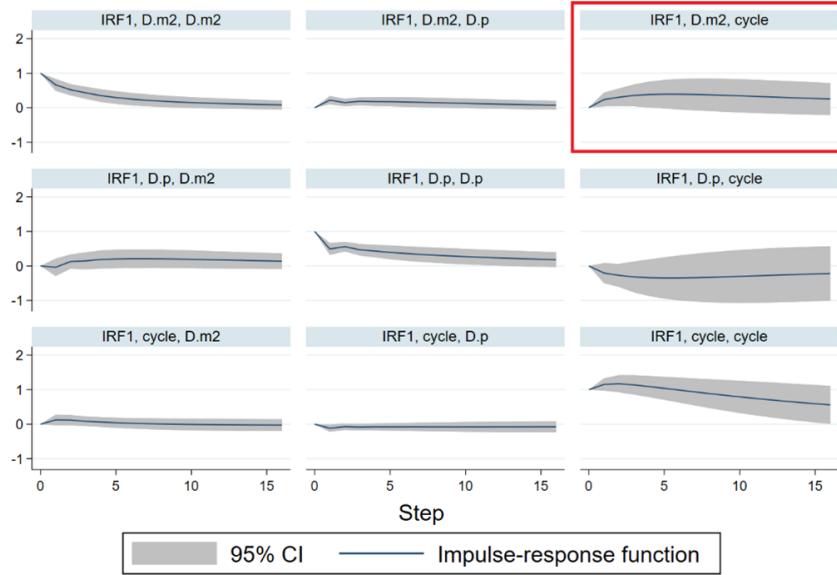 IRF1, D.m2, D.m2
IRF1, D.m2, D.p
IRF1, D.m2, cycle
2
1
0
-1
IRF1, D.p, D.m2
IRF1, D.p, D.p
IRF1, D.p, cycle
2
1
0
-1
IRF1, cycle, D.m2
IRF1, cycle, D.p
IRF1, cycle, cycle
2
1
0
-1
0 5 10 15
0 5 10 15
0 5 10 15
Step
95% CI
Impulse-response function